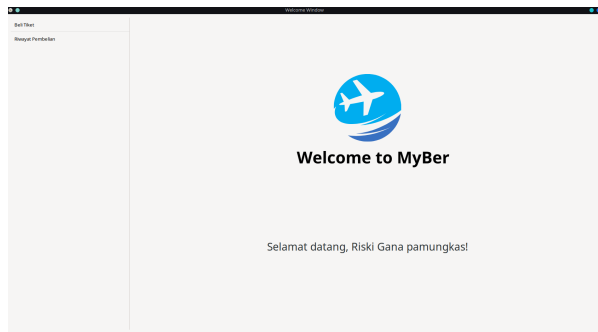 Welcome Window
Beli Tiket
Riwayat Pembelian
Welcome to MyBer
Selamat datang, Riski Gana pamungkas!